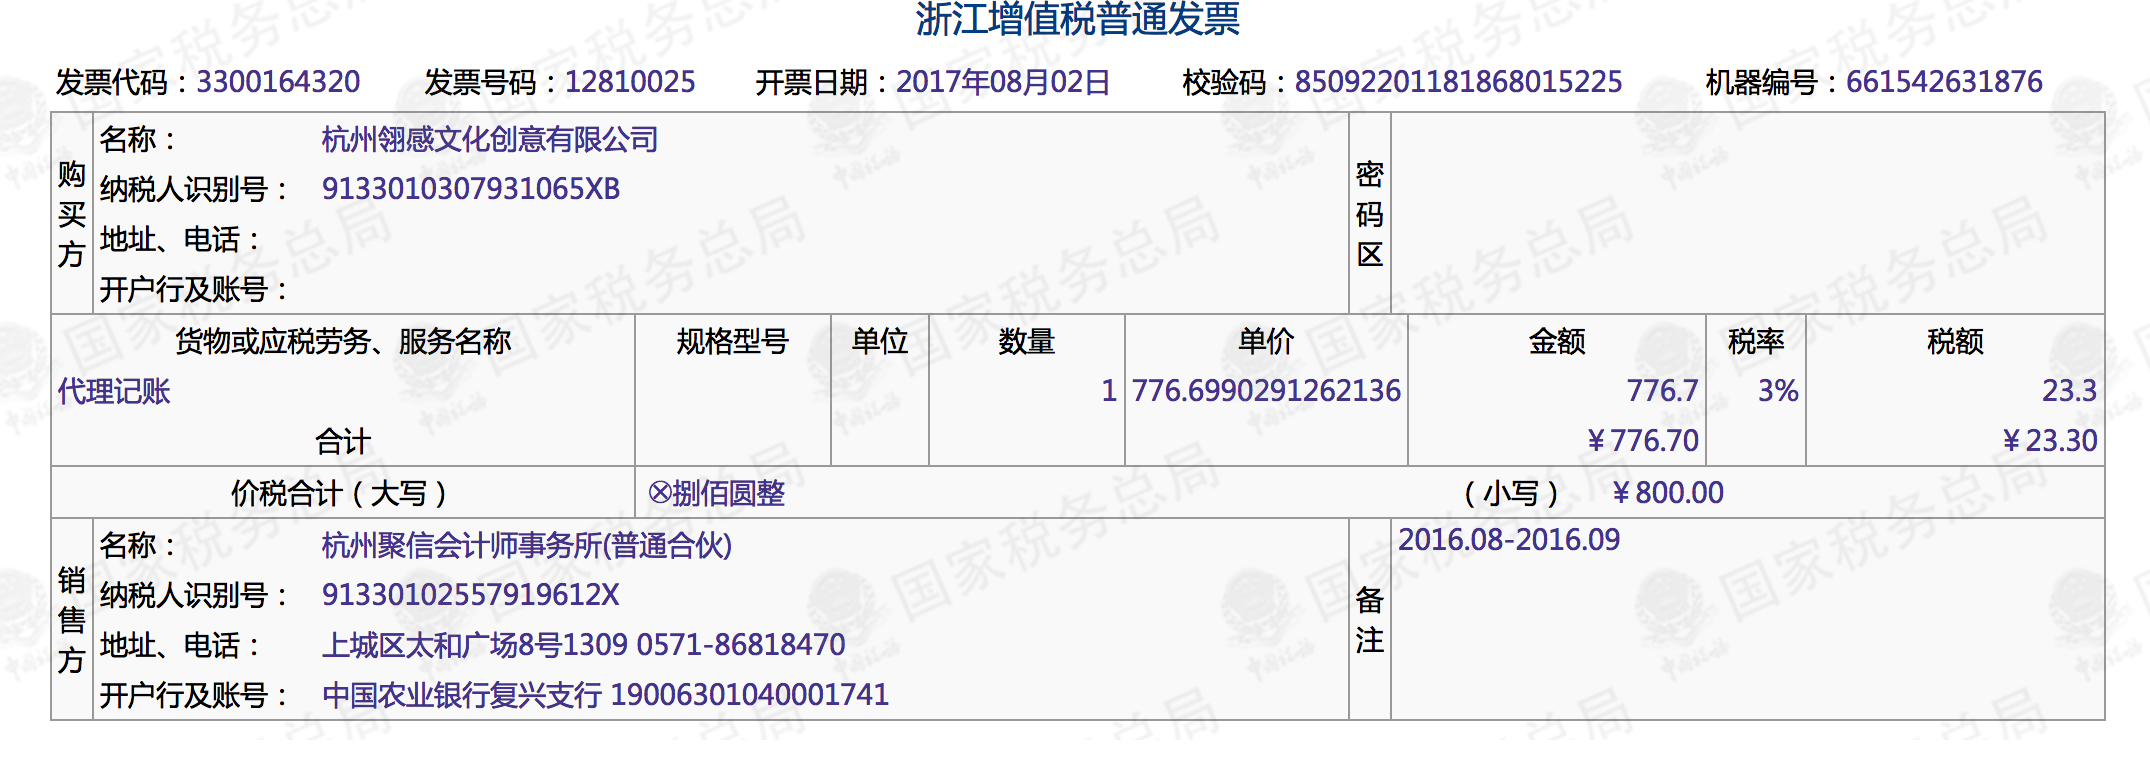 浙江增值税普通发票
发票代码：3300164320 发票号码：12810025 开票日期：2017年08月02日 校验码：85092201181868015225 机器编号：661542631876
购买方
名称： 杭州翎感文化创意有限公司
纳税人识别号： 9133010307931065XB
地址、电话：
开户行及账号：
密码区
货物或应税劳务、服务名称 规格型号 单位 数量 单价 金额 税率 税额
代理记账 1 776.6990291262136 776.7 3% 23.3
合计 ￥776.70 ￥23.30
价税合计（大写） ⊗捌佰圆整 （小写） ￥800.00
销售方
名称： 杭州聚信会计师事务所(普通合伙)
纳税人识别号： 91330102557919612X
地址、电话： 上城区太和广场8号1309 0571-86818470
开户行及账号： 中国农业银行复兴支行 19006301040001741
备注
2016.08-2016.09
国家税务总局
中国税务